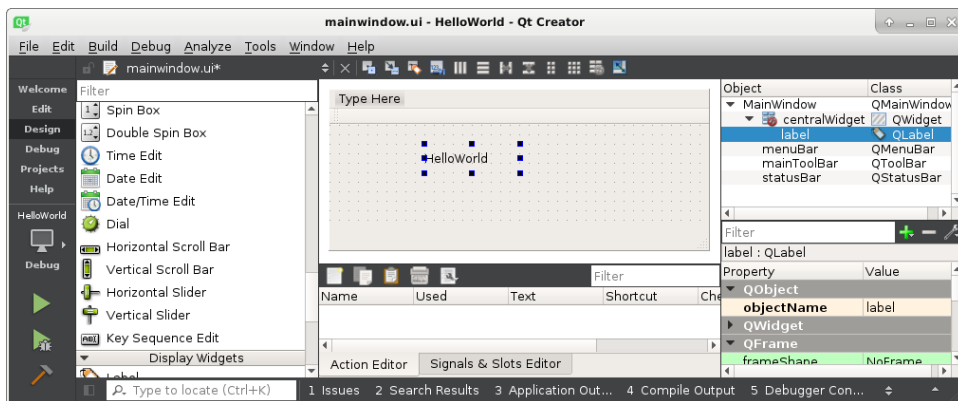 mainwindow.ui - HelloWorld - Qt Creator
File Edit Build Debug Analyze Tools Window Help
mainwindow.ui*
Welcome
Edit
Design
Debug
Projects
Help
HelloWorld
Debug
Filter
Spin Box
Double Spin Box
Time Edit
Date Edit
Date/Time Edit
Dial
Horizontal Scroll Bar
Vertical Scroll Bar
Horizontal Slider
Vertical Slider
Key Sequence Edit
Display Widgets
Label
Type Here
HelloWorld
Filter
Name Used Text Shortcut Che
Action Editor Signals & Slots Editor
Object Class
MainWindow QMainWindow
centralWidget QWidget
label QLabel
menuBar QMenuBar
mainToolBar QToolBar
statusBar QStatusBar
Filter
label : QLabel
Property Value
QObject
objectName label
QWidget
QFrame
frameShape NoFrame
Type to locate (Ctrl+K) 1 Issues 2 Search Results 3 Application Out... 4 Compile Output 5 Debugger Con...